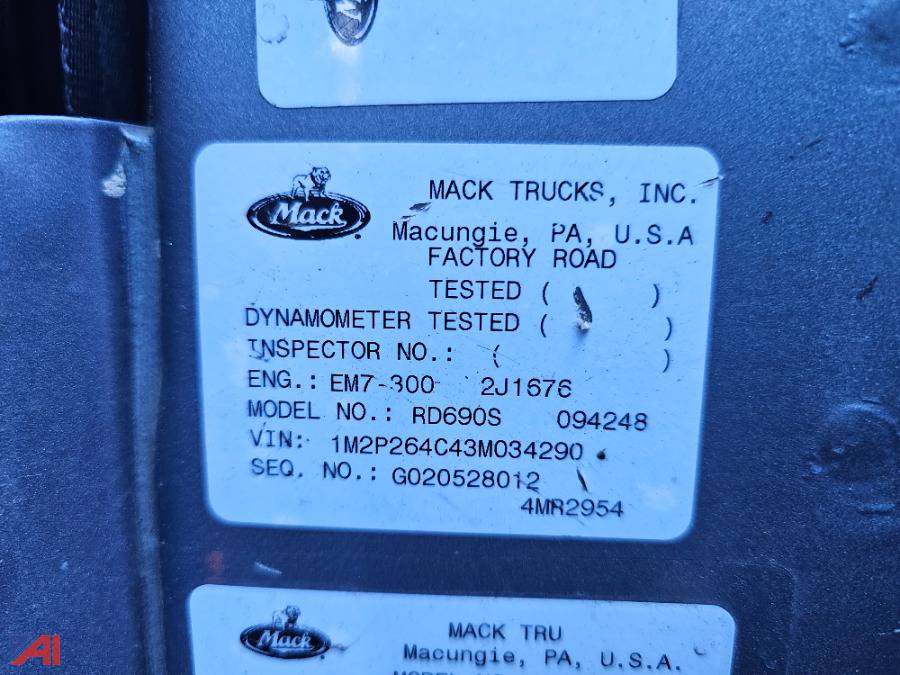 Mack
MACK TRUCKS, INC.
Macungie, PA, U.S.A
FACTORY ROAD
TESTED ( )
DYNAMOMETER TESTED ( )
INSPECTOR NO.: ( )
ENG.: EM7-300 2J1676
MODEL NO.: RD690S 094248
VIN: 1M2P264C43M034290
SEQ. NO.: G020528012
4MR2954
Mack
MACK TRU
Macungie, PA, U.S.A.
AI